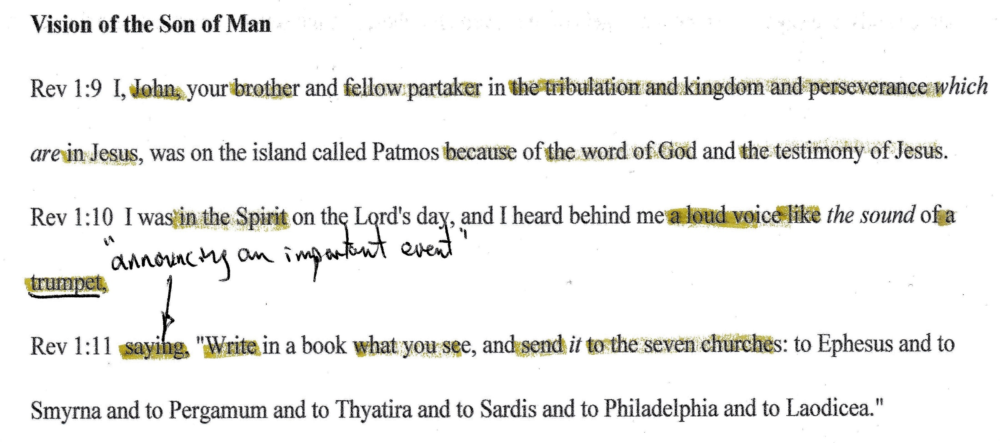 Vision of the Son of Man
Rev 1:9 I, John, your brother and fellow partaker in the tribulation and kingdom and perseverance which
are in Jesus, was on the island called Patmos because of the word of God and the testimony of Jesus.
Rev 1:10 I was in the Spirit on the Lord's day, and I heard behind me a loud voice like the sound of a
"announcing an important event"
trumpet,
Rev 1:11 saying, "Write in a book what you see, and send it to the seven churches: to Ephesus and to
Smyrna and to Pergamum and to Thyatira and to Sardis and to Philadelphia and to Laodicea."